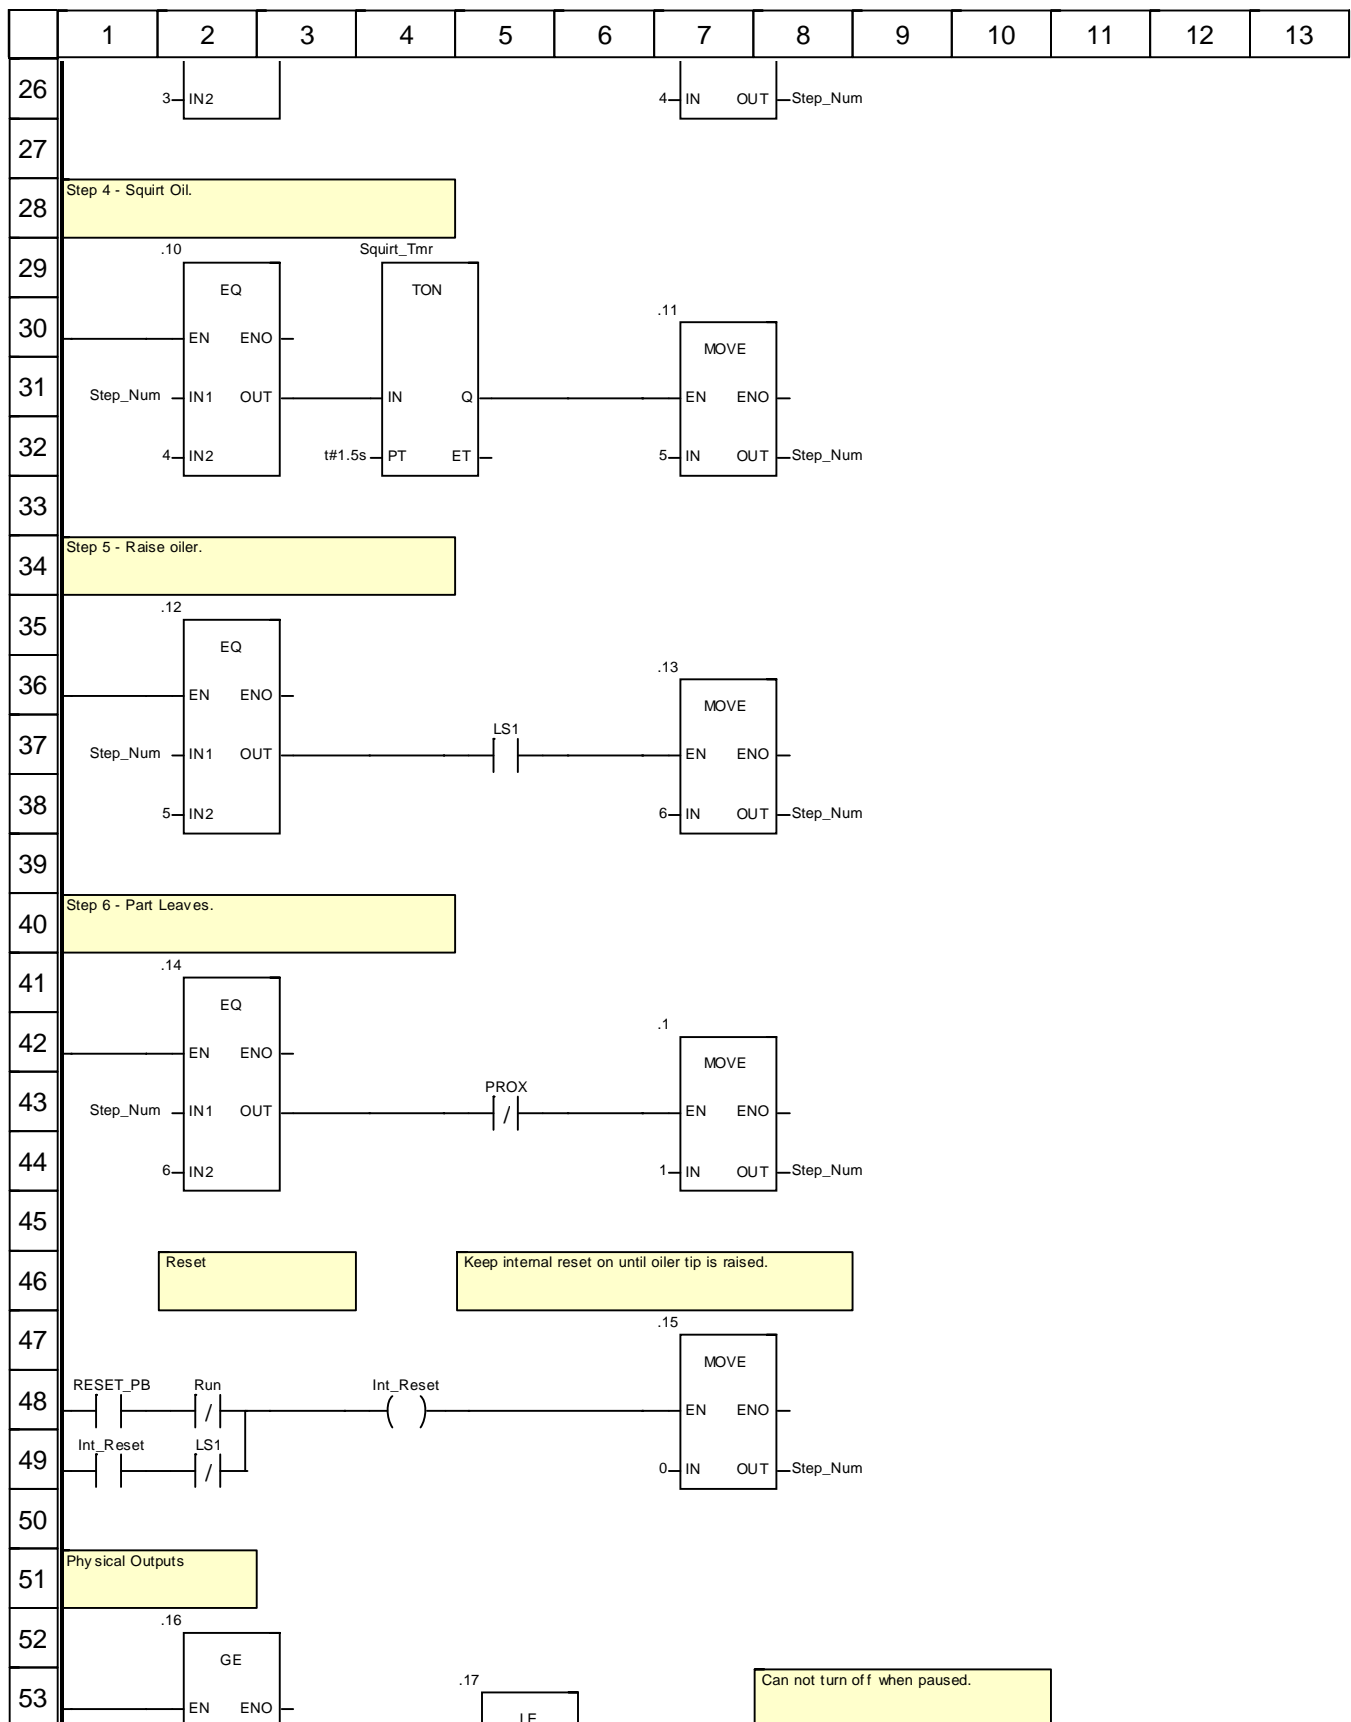 1 2 3 4 5 6 7 8 9 10 11 12 13
26
3 IN2 4 IN OUT Step_Num
27
28
Step 4 - Squirt Oil.
29
.10 Squirt_Tmr
EQ TON
30
.11
EN ENO MOVE
31
Step_Num IN1 OUT IN Q EN ENO
32
4 IN2 t#1.5s PT ET 5 IN OUT Step_Num
33
34
Step 5 - Raise oiler.
35
.12
EQ
36
.13
EN ENO MOVE
37
LS1
Step_Num IN1 OUT EN ENO
38
5 IN2 6 IN OUT Step_Num
39
40
Step 6 - Part Leaves.
41
.14
EQ
42
.1
EN ENO MOVE
43
PROX
Step_Num IN1 OUT / EN ENO
44
6 IN2 1 IN OUT Step_Num
45
46
Reset Keep internal reset on until oiler tip is raised.
47
.15
MOVE
48
RESET_PB Run Int_Reset
/ ( ) EN ENO
49
Int_Reset LS1
/ 0 IN OUT Step_Num
50
51
Physical Outputs
52
.16
GE
53
.17 Can not turn off when paused.
EN ENO